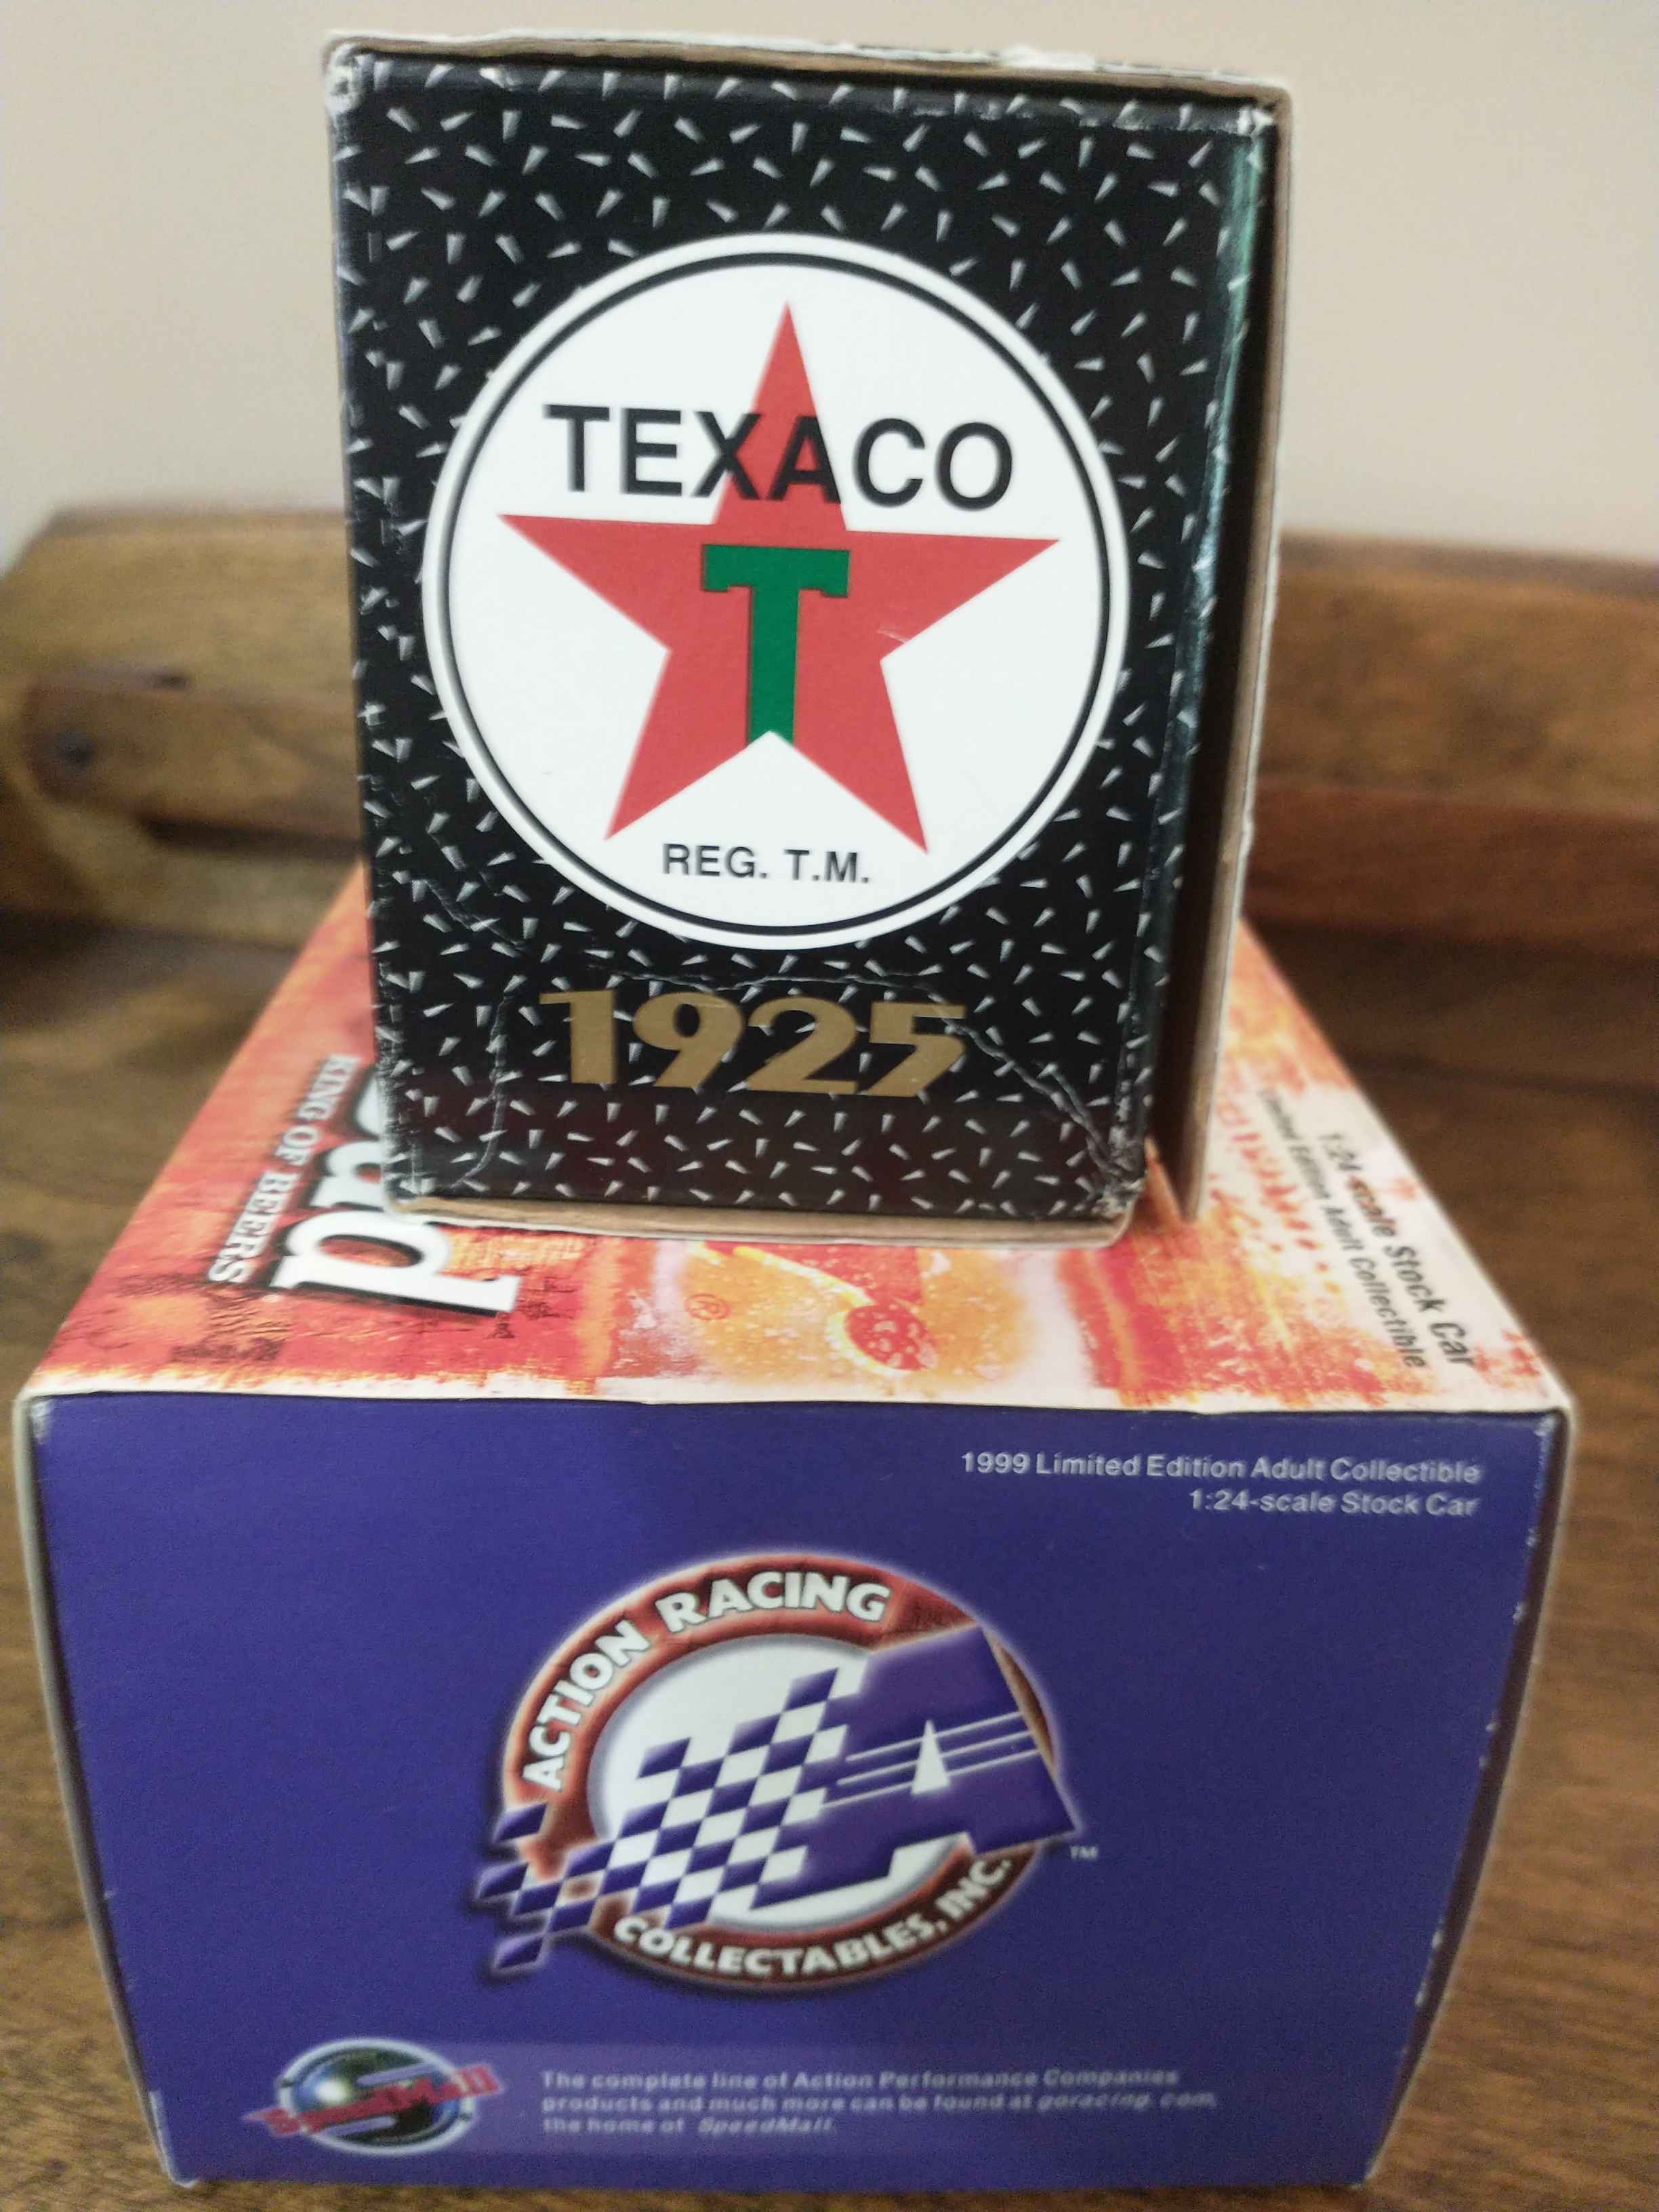 TEXACO
T
REG. T.M.
1925
KING OF BEERS
1:24-scale Stock Car
Limited Edition Adult Collectible
®
1999 Limited Edition Adult Collectible
1:24-scale Stock Car
ACTION RACING
COLLECTABLES, INC.
TM
SpeedMall
The complete line of Action Performance Companies
products and much more can be found at goracing.com,
the home of SpeedMall.